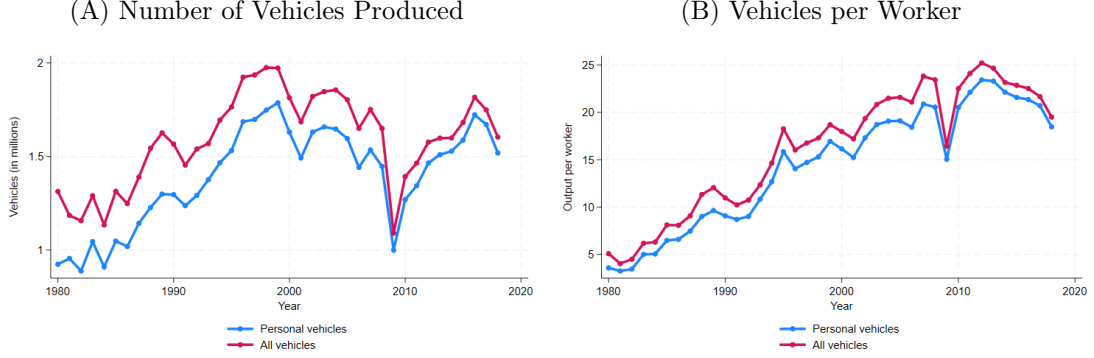 (A) Number of Vehicles Produced
Vehicles (in millions)
2
1.5
1
1980 1990 2000 2010 2020
Year
Personal vehicles
All vehicles
(B) Vehicles per Worker
Output per worker
25
20
15
10
5
1980 1990 2000 2010 2020
Year
Personal vehicles
All vehicles